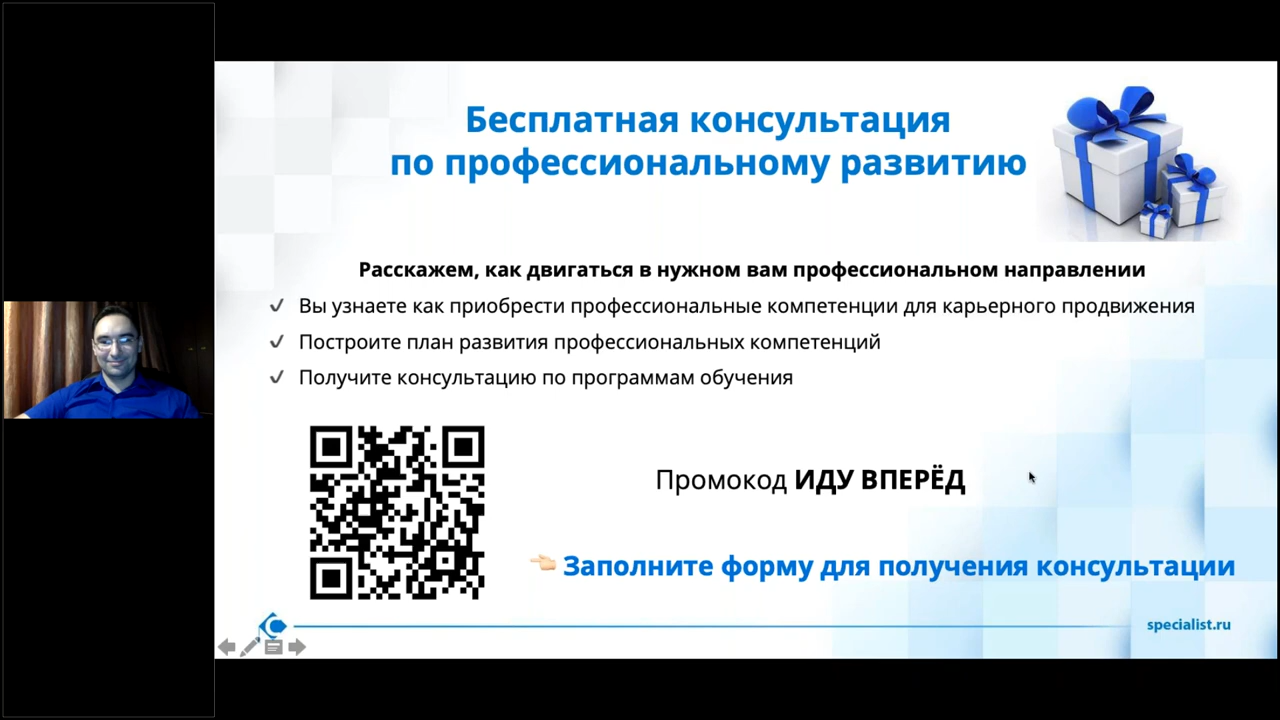 Бесплатная консультация
по профессиональному развитию
Расскажем, как двигаться в нужном вам профессиональном направлении
Вы узнаете как приобрести профессиональные компетенции для карьерного продвижения
Построите план развития профессиональных компетенций
Получите консультацию по программам обучения
Промокод ИДУ ВПЕРЁД
Заполните форму для получения консультации
specialist.ru